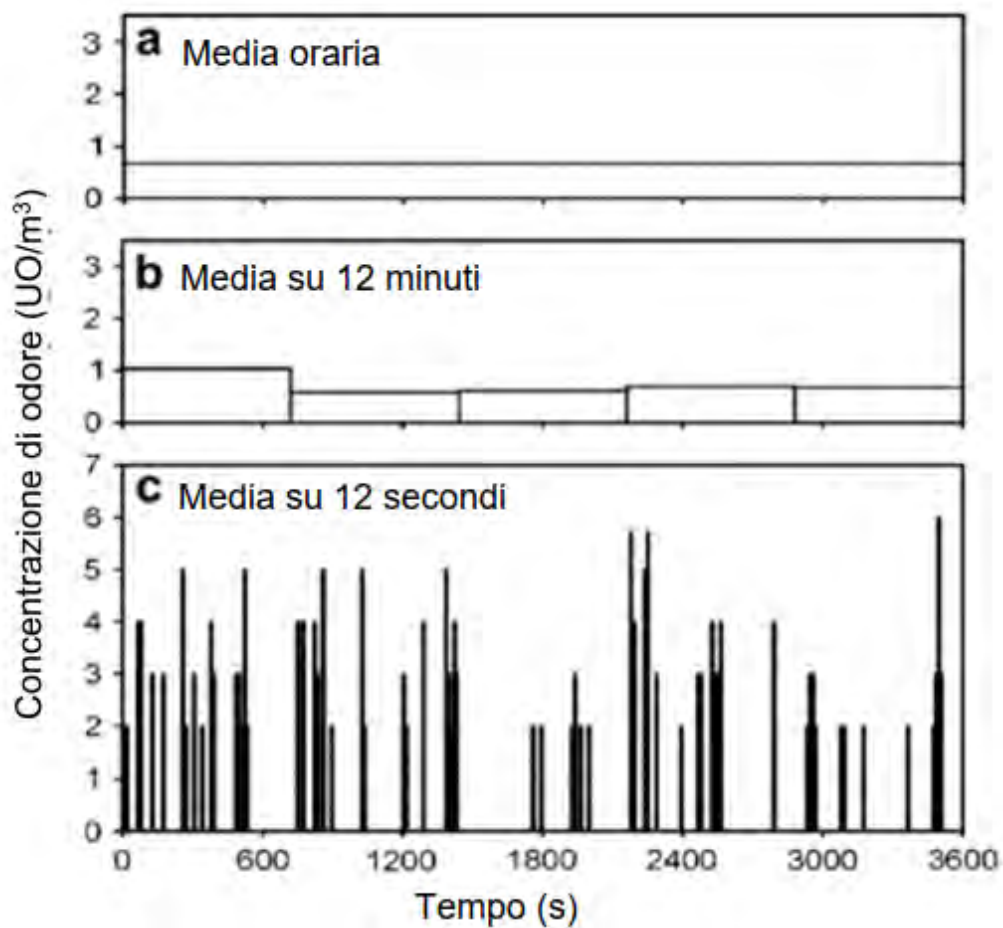 Concentrazione di odore (UO/m³)
3
a Media oraria
2
1
0
3
b Media su 12 minuti
2
1
0
7
c Media su 12 secondi
6
5
4
3
2
1
0
0 600 1200 1800 2400 3000 3600
Tempo (s)